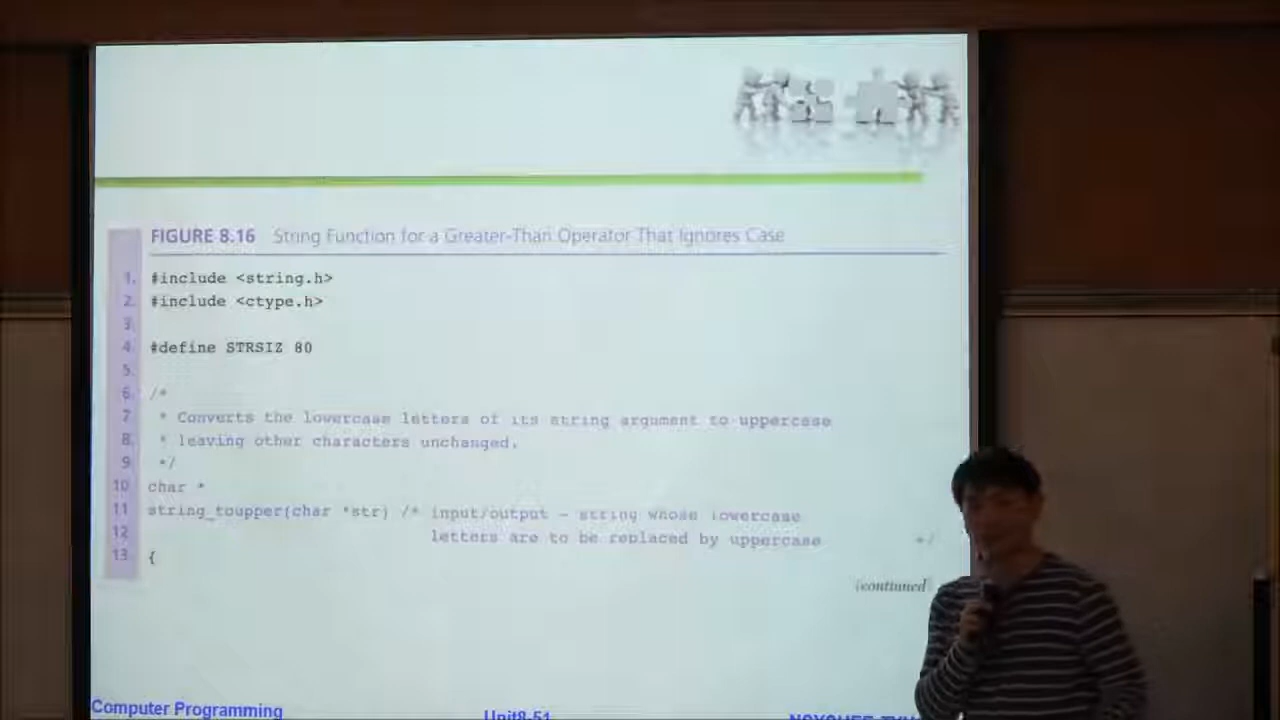 FIGURE 8.16 String Function for a Greater-Than Operator That Ignores Case
1. #include <string.h>
2. #include <ctype.h>
3.
4. #define STRSIZ 80
5.
6. /*
7. * Converts the lowercase letters of its string argument to uppercase
8. * leaving other characters unchanged.
9. */
10 char *
11 string_toupper(char *str) /* input/output - string whose lowercase
12 letters are to be replaced by uppercase */
13 {
(continued)
Computer Programming Unit8-51